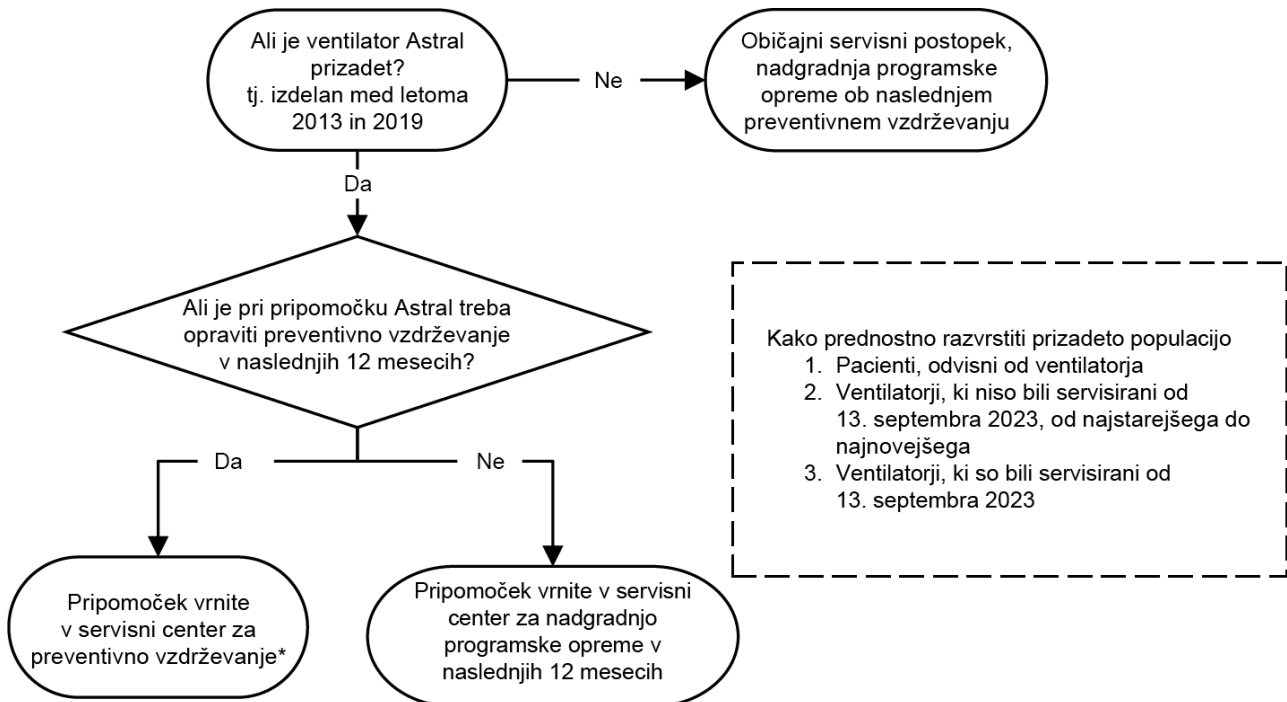 Ali je ventilator Astral
prizadet?
tj. izdelan med letoma
2013 in 2019
Ne
Običajni servisni postopek,
nadgradnja programske
opreme ob naslednjem
preventivnem vzdrževanju
Da
Ali je pri pripomočku Astral treba
opraviti preventivno vzdrževanje
v naslednjih 12 mesecih?
Kako prednostno razvrstiti prizadeto populacijo
1. Pacienti, odvisni od ventilatorja
2. Ventilatorji, ki niso bili servisirani od
13. septembra 2023, od najstarejšega do
najnovejšega
3. Ventilatorji, ki so bili servisirani od
13. septembra 2023
Da
Ne
Pripomoček vrnite
v servisni center za
preventivno vzdrževanje*
Pripomoček vrnite v servisni
center za nadgradnjo
programske opreme v
naslednjih 12 mesecih